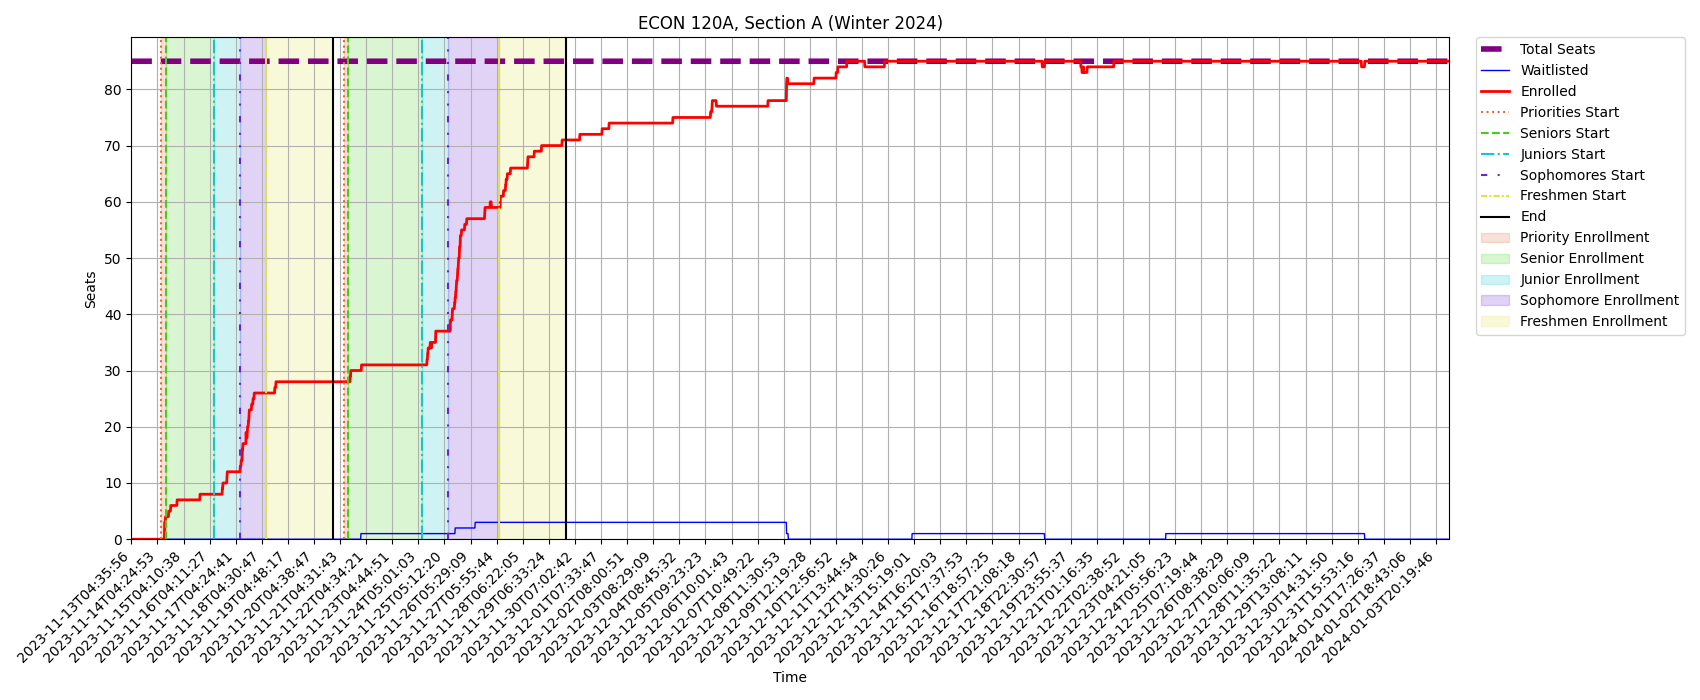 ECON 120A, Section A (Winter 2024)
Total Seats
Waitlisted
Enrolled
Priorities Start
Seniors Start
Juniors Start
Sophomores Start
Freshmen Start
End
Priority Enrollment
Senior Enrollment
Junior Enrollment
Sophomore Enrollment
Freshmen Enrollment
Seats
80
70
60
50
40
30
20
10
0
2023-11-13T04:35:56
2023-11-14T04:24:53
2023-11-15T04:10:38
2023-11-16T04:11:27
2023-11-17T04:24:41
2023-11-18T04:30:47
2023-11-19T04:48:17
2023-11-20T04:38:47
2023-11-21T04:31:43
2023-11-22T04:34:21
2023-11-23T04:44:51
2023-11-24T05:01:03
2023-11-25T05:12:20
2023-11-26T05:29:09
2023-11-27T05:55:44
2023-11-28T06:22:05
2023-11-29T06:33:24
2023-11-30T07:02:42
2023-12-01T07:33:47
2023-12-02T08:00:51
2023-12-03T08:29:09
2023-12-04T08:45:32
2023-12-05T09:23:23
2023-12-06T10:01:43
2023-12-07T10:49:22
2023-12-08T11:30:53
2023-12-09T12:19:28
2023-12-10T12:56:52
2023-12-11T13:44:54
2023-12-12T14:30:26
2023-12-13T15:19:01
2023-12-14T16:20:03
2023-12-15T17:37:53
2023-12-16T18:57:25
2023-12-17T21:08:18
2023-12-18T22:30:57
2023-12-19T23:55:37
2023-12-21T01:16:35
2023-12-22T02:38:52
2023-12-23T04:21:05
2023-12-24T05:56:23
2023-12-25T07:19:44
2023-12-26T08:38:29
2023-12-27T10:06:09
2023-12-28T11:35:22
2023-12-29T13:08:11
2023-12-30T14:31:50
2023-12-31T15:53:16
2024-01-01T17:26:37
2024-01-02T18:43:06
2024-01-03T20:19:46
Time